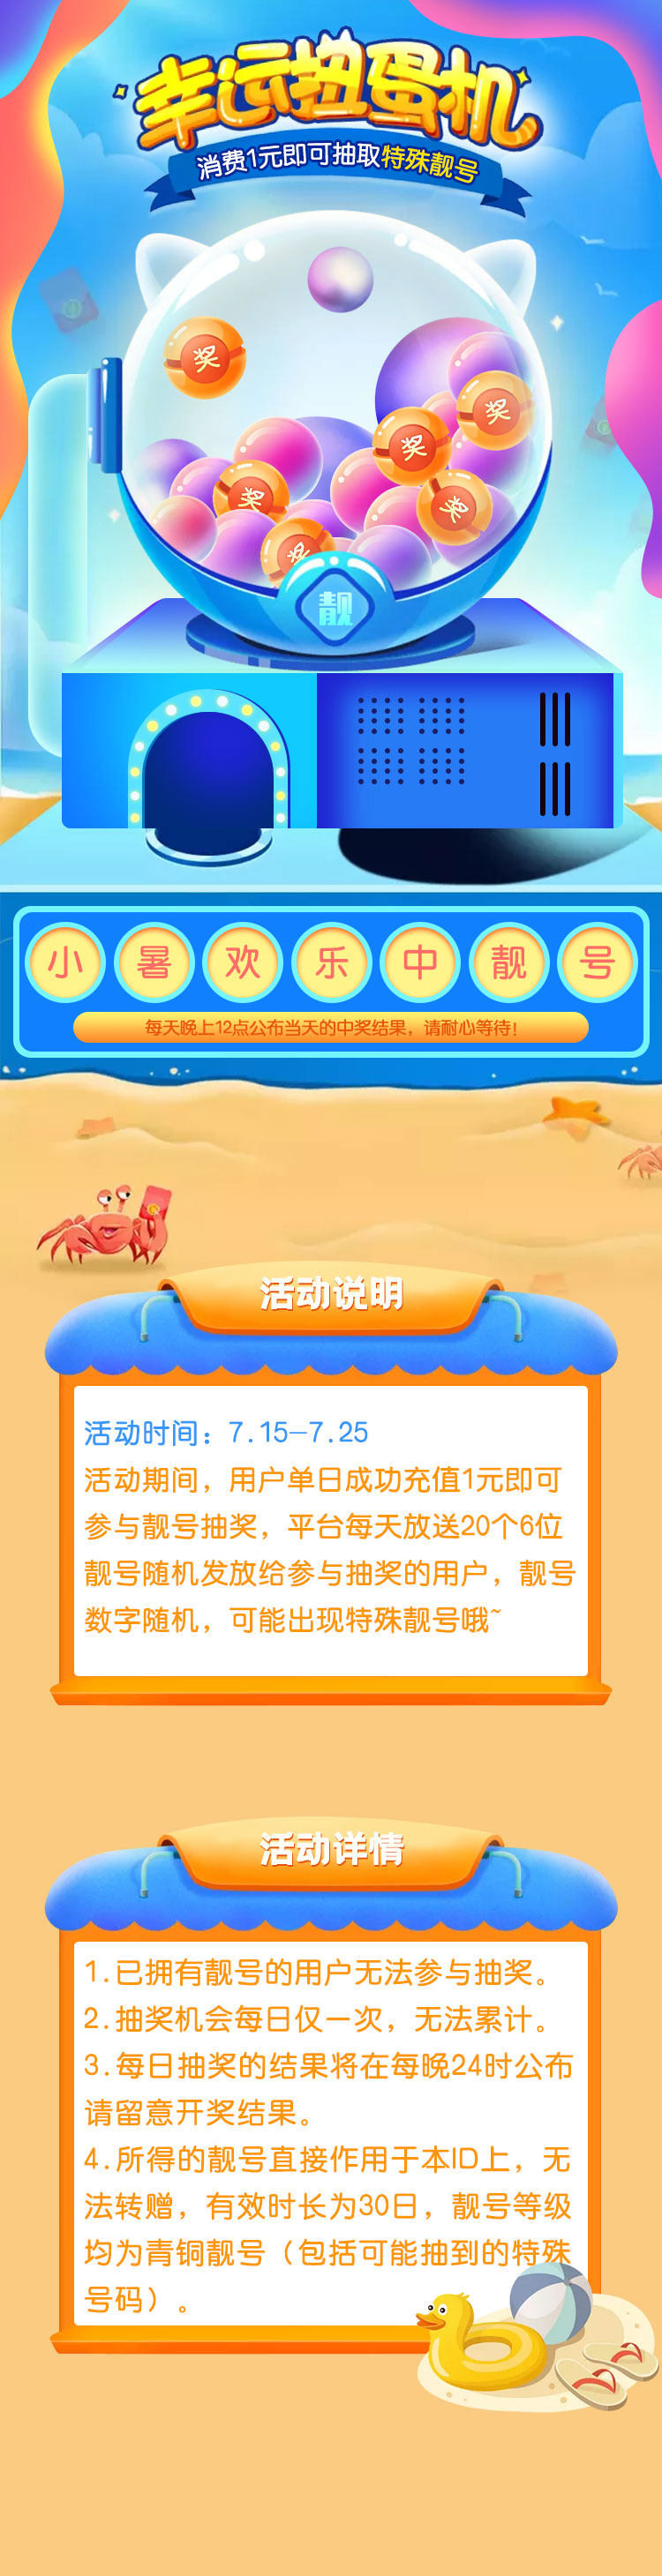 幸运扭蛋机
消费1元即可抽取特殊靓号
奖
奖
奖
奖
奖
奖
靓
小暑欢乐中靓号
每天晚上12点公布当天的中奖结果，请耐心等待！
活动说明
活动时间：7.15-7.25
活动期间，用户单日成功充值1元即可
参与靓号抽奖，平台每天放送20个6位
靓号随机发放给参与抽奖的用户，靓号
数字随机，可能出现特殊靓号哦~
活动详情
1.已拥有靓号的用户无法参与抽奖。
2.抽奖机会每日仅一次，无法累计。
3.每日抽奖的结果将在每晚24时公布
请留意开奖结果。
4.所得的靓号直接作用于本ID上，无
法转赠，有效时长为30日，靓号等级
均为青铜靓号（包括可能抽到的特殊
号码）。